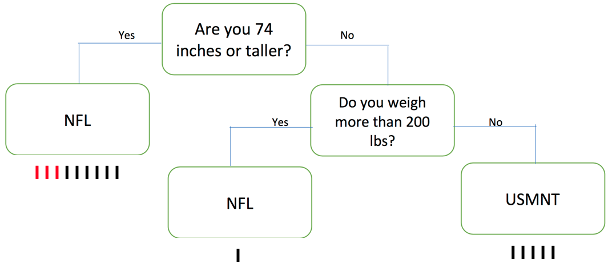 Are you 74
inches or taller?
Yes
No
NFL
Do you weigh
more than 200
lbs?
Yes
No
NFL
USMNT